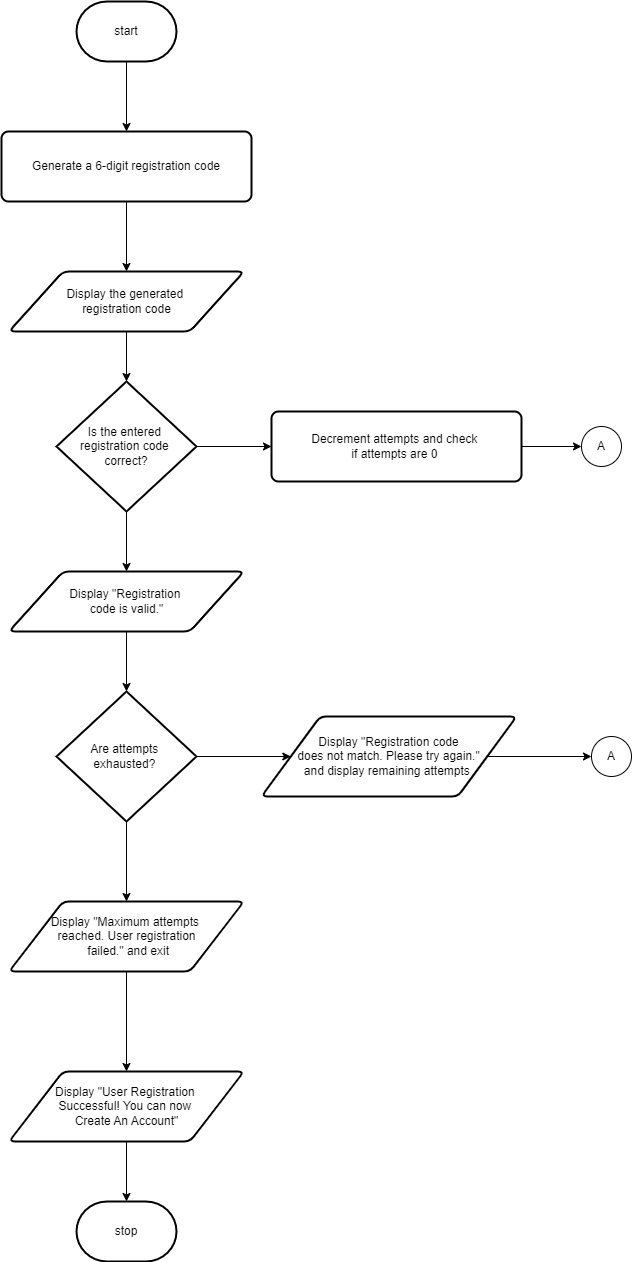 start
Generate a 6-digit registration code
Display the generated
registration code
Is the entered
registration code
correct?
Decrement attempts and check
if attempts are 0
A
Display "Registration
code is valid."
Are attempts
exhausted?
Display "Registration code
does not match. Please try again."
and display remaining attempts
A
Display "Maximum attempts
reached. User registration
failed." and exit
Display "User Registration
Successful! You can now
Create An Account"
stop